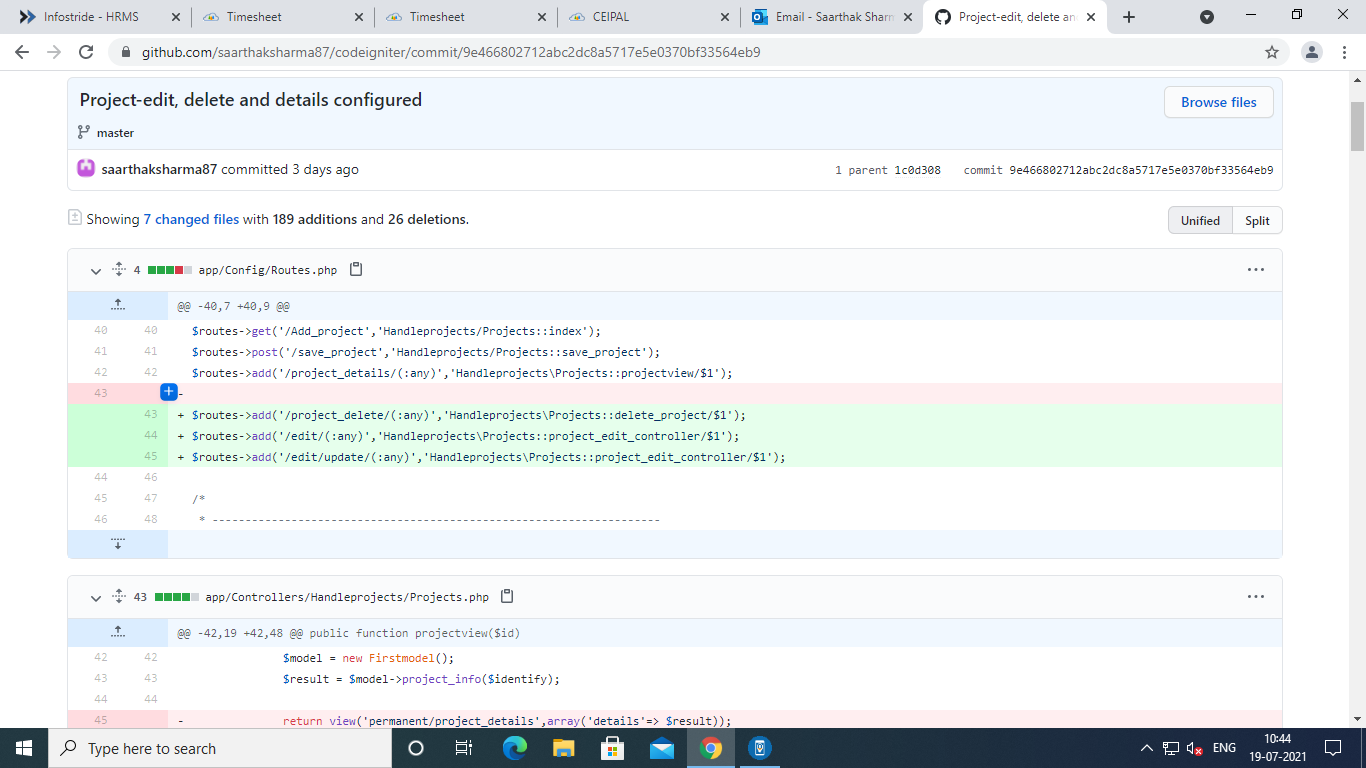 Infostride - HRMS
Timesheet
Timesheet
CEIPAL
Email - Saarthak Sharm
Project-edit, delete an
github.com/saarthaksharma87/codeigniter/commit/9e466802712abc2dc8a5717e5e0370bf33564eb9
Project-edit, delete and details configured
Browse files
master
saarthaksharma87 committed 3 days ago
1 parent 1c0d308 commit 9e466802712abc2dc8a5717e5e0370bf33564eb9
Showing 7 changed files with 189 additions and 26 deletions.
Unified Split
4 app/Config/Routes.php
@@ -40,7 +40,9 @@
40 40 $routes->get('/Add_project','Handleprojects/Projects::index');
41 41 $routes->post('/save_project','Handleprojects/Projects::save_project');
42 42 $routes->add('/project_details/(:any)','Handleprojects\Projects::projectview/$1');
43 + -
43 + $routes->add('/project_delete/(:any)','Handleprojects\Projects::delete_project/$1');
44 + $routes->add('/edit/(:any)','Handleprojects\Projects::project_edit_controller/$1');
45 + $routes->add('/edit/update/(:any)','Handleprojects\Projects::project_edit_controller/$1');
44 46
45 47 /*
46 48 * --------------------------------------------------------------------
43 app/Controllers/Handleprojects/Projects.php
@@ -42,19 +42,48 @@ public function projectview($id)
42 42 $model = new Firstmodel();
43 43 $result = $model->project_info($identify);
44 44
45 - return view('permanent/project_details',array('details'=> $result));
Type here to search
ENG
10:44
19-07-2021